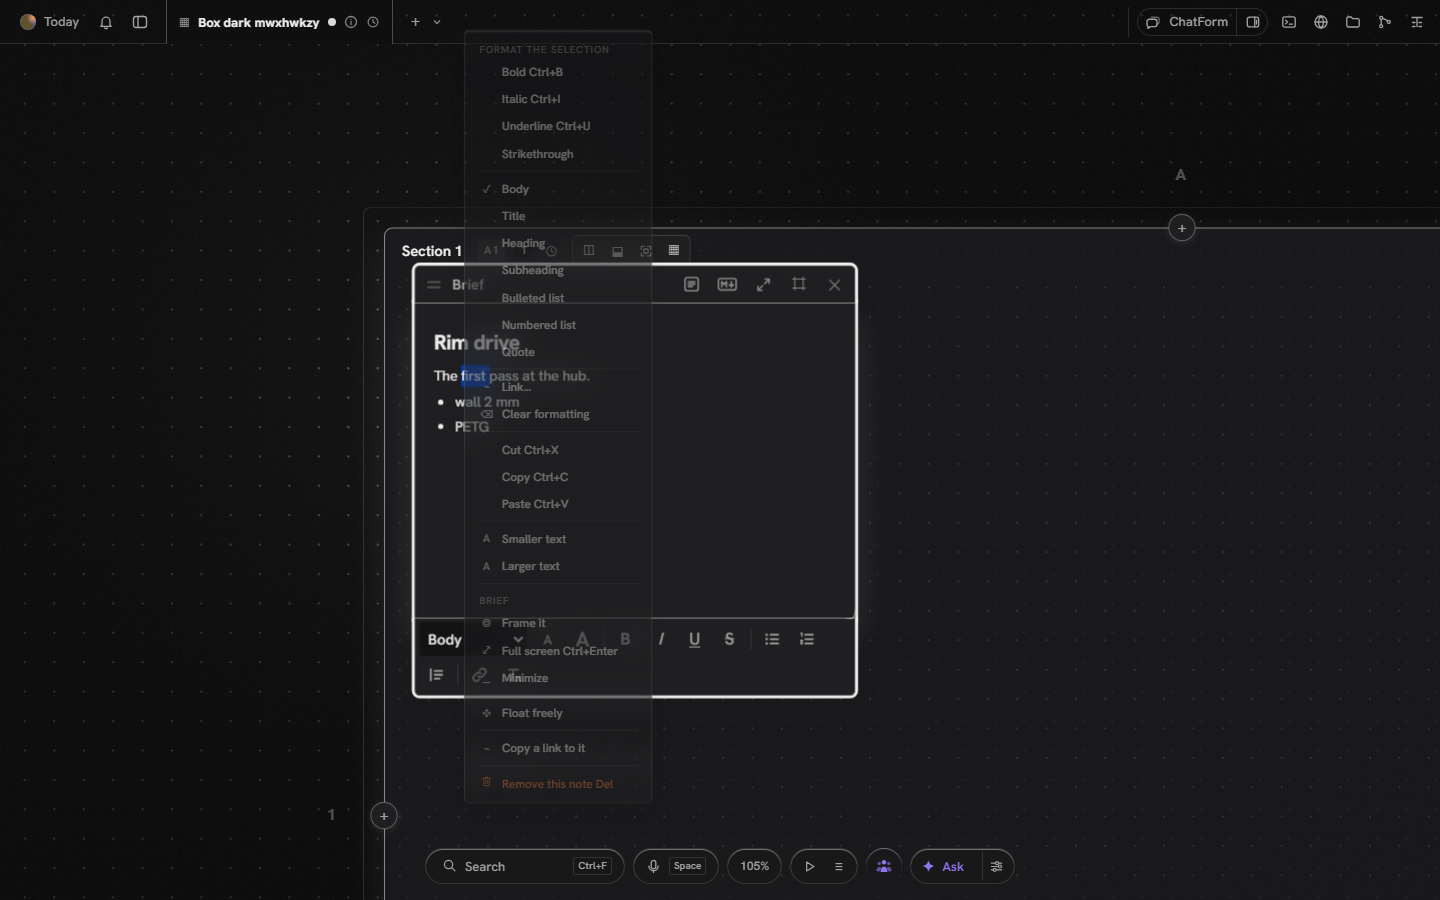 Today
Box dark mwxhwkzy
ChatForm
FORMAT THE SELECTION
Bold Ctrl+B
Italic Ctrl+I
Underline Ctrl+U
Strikethrough
Body
Title
Heading
Subheading
Bulleted list
Numbered list
Quote
Link...
Clear formatting
Cut Ctrl+X
Copy Ctrl+C
Paste Ctrl+V
A Smaller text
A Larger text
BRIEF
Frame it
Full screen Ctrl+Enter
Minimize
Float freely
Copy a link to it
Remove this note Del
A
Section 1 A1
Brief
M
Rim drive
The first pass at the hub.
wall 2 mm
PETG
Body A A B I U S
1
Search Ctrl+F
Space
105%
Ask